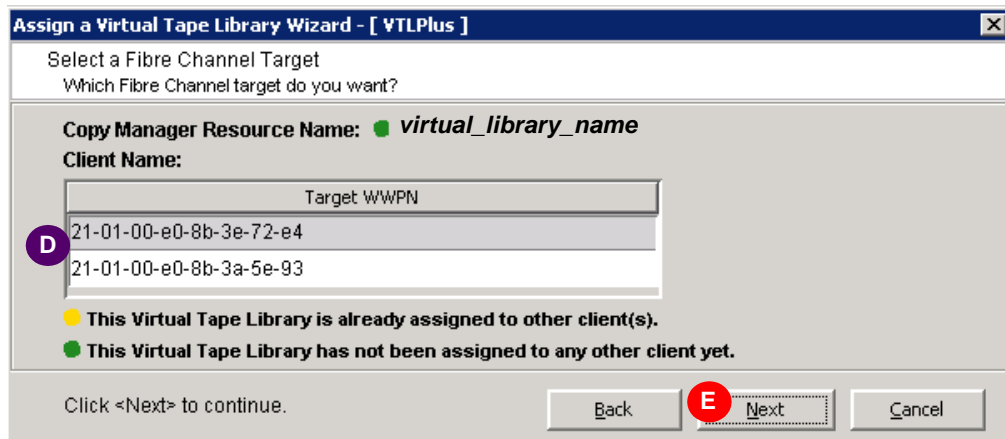 Assign a Virtual Tape Library Wizard - [ VTLPlus ]
Select a Fibre Channel Target
Which Fibre Channel target do you want?
Copy Manager Resource Name: virtual_library_name
Client Name:
Target WWPN
D
21-01-00-e0-8b-3e-72-e4
21-01-00-e0-8b-3a-5e-93
This Virtual Tape Library is already assigned to other client(s).
This Virtual Tape Library has not been assigned to any other client yet.
Click <Next> to continue.
Back
E
Next
Cancel